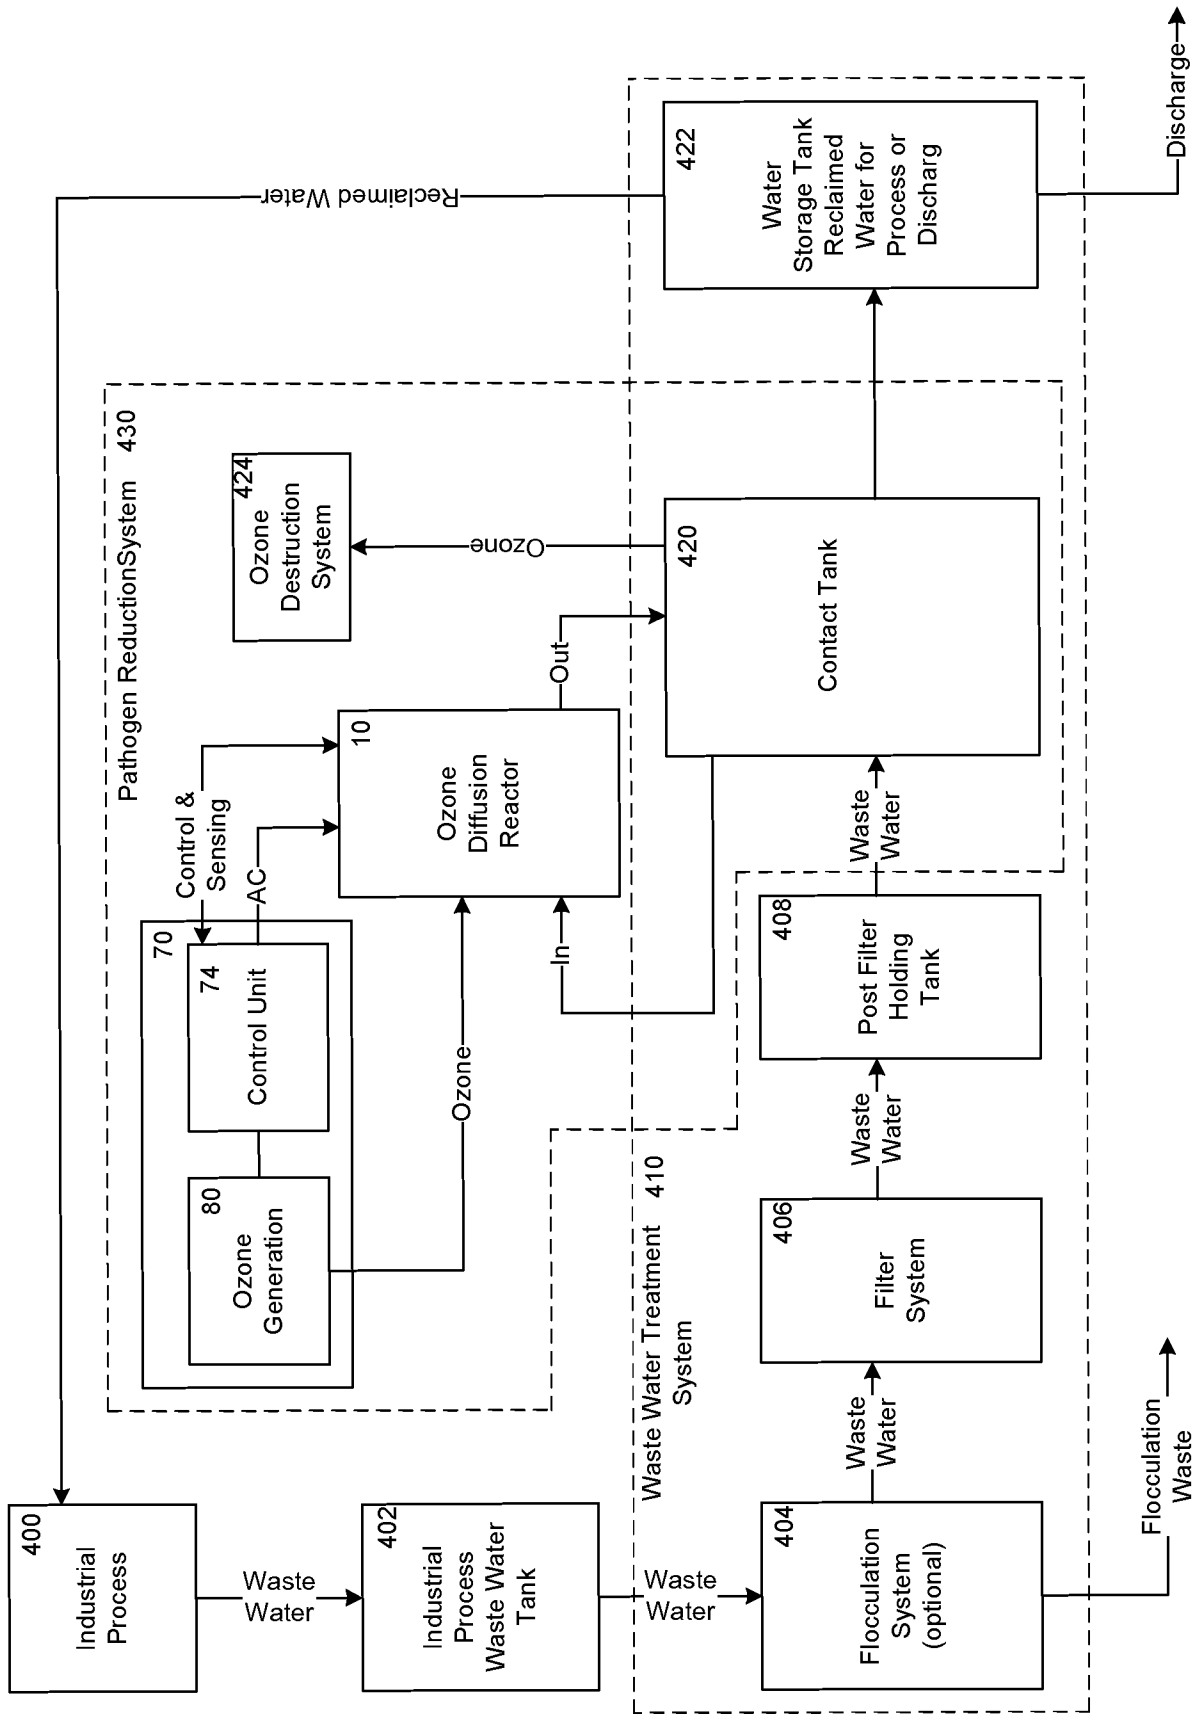 400
Industrial
Process
Waste
Water
402
Industrial
Process
Waste Water
Tank
Waste
Water
Reclaimed Water
Pathogen ReductionSystem 430
70
80
Ozone
Generation
74
Control Unit
Control &
Sensing
AC
Ozone
In
10
Ozone
Diffusion
Reactor
Out
424
Ozone
Destruction
System
Ozone
Waste Water Treatment 410
System
404
Flocculation
System
(optional)
Flocculation
Waste
Waste
Water
406
Filter
System
Waste
Water
408
Post Filter
Holding
Tank
Waste
Water
420
Contact Tank
422
Water
Storage Tank
Reclaimed
Water for
Process or
Discharg
Discharge